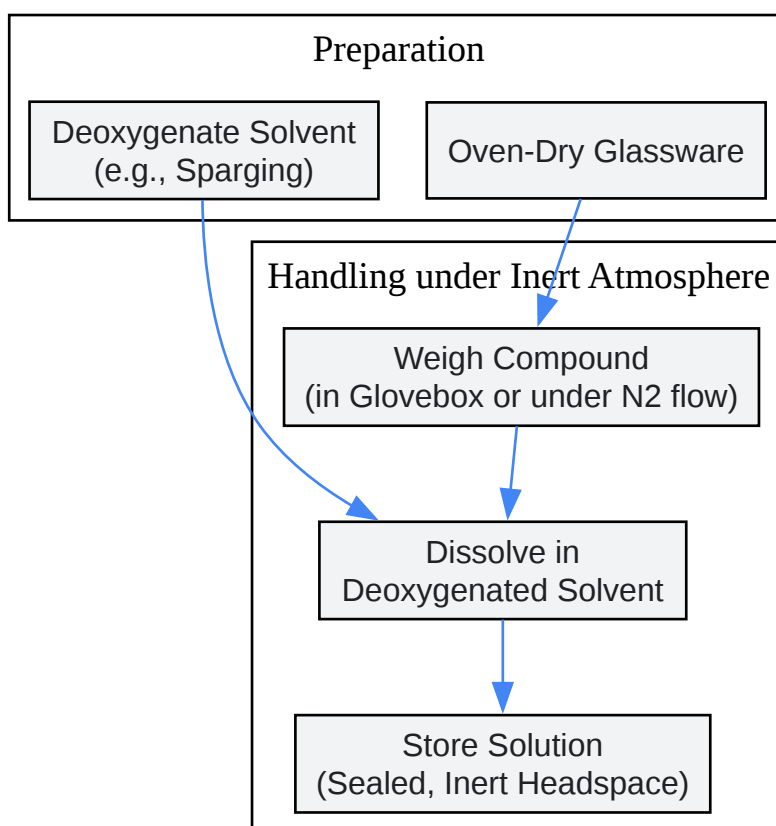 Preparation
Deoxygenate Solvent
(e.g., Sparging)
Oven-Dry Glassware
Handling under Inert Atmosphere
Weigh Compound
(in Glovebox or under N2 flow)
Dissolve in
Deoxygenated Solvent
Store Solution
(Sealed, Inert Headspace)